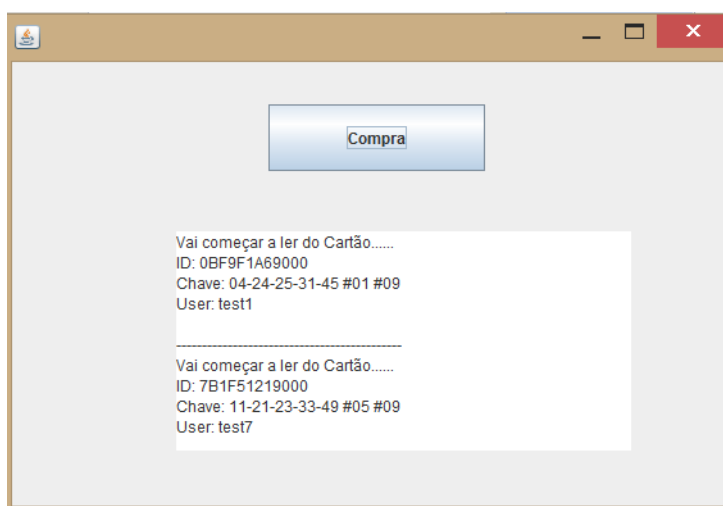 Compra
Vai começar a ler do Cartão......
ID: 0BF9F1A69000
Chave: 04-24-25-31-45 #01 #09
User: test1
---------------------------------------------
Vai começar a ler do Cartão......
ID: 7B1F51219000
Chave: 11-21-23-33-49 #05 #09
User: test7